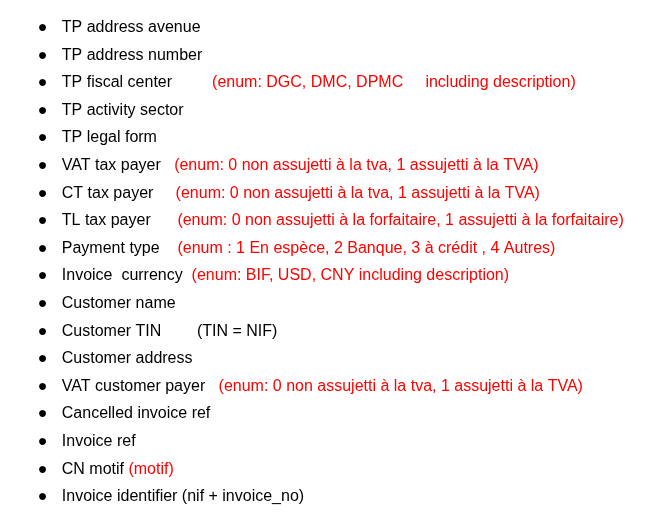 ● TP address avenue
● TP address number
● TP fiscal center (enum: DGC, DMC, DPMC including description)
● TP activity sector
● TP legal form
● VAT tax payer (enum: 0 non assujetti à la tva, 1 assujetti à la TVA)
● CT tax payer (enum: 0 non assujetti à la tva, 1 assujetti à la TVA)
● TL tax payer (enum: 0 non assujetti à la forfaitaire, 1 assujetti à la forfaitaire)
● Payment type (enum : 1 En espèce, 2 Banque, 3 à crédit , 4 Autres)
● Invoice currency (enum: BIF, USD, CNY including description)
● Customer name
● Customer TIN (TIN = NIF)
● Customer address
● VAT customer payer (enum: 0 non assujetti à la tva, 1 assujetti à la TVA)
● Cancelled invoice ref
● Invoice ref
● CN motif (motif)
● Invoice identifier (nif + invoice_no)